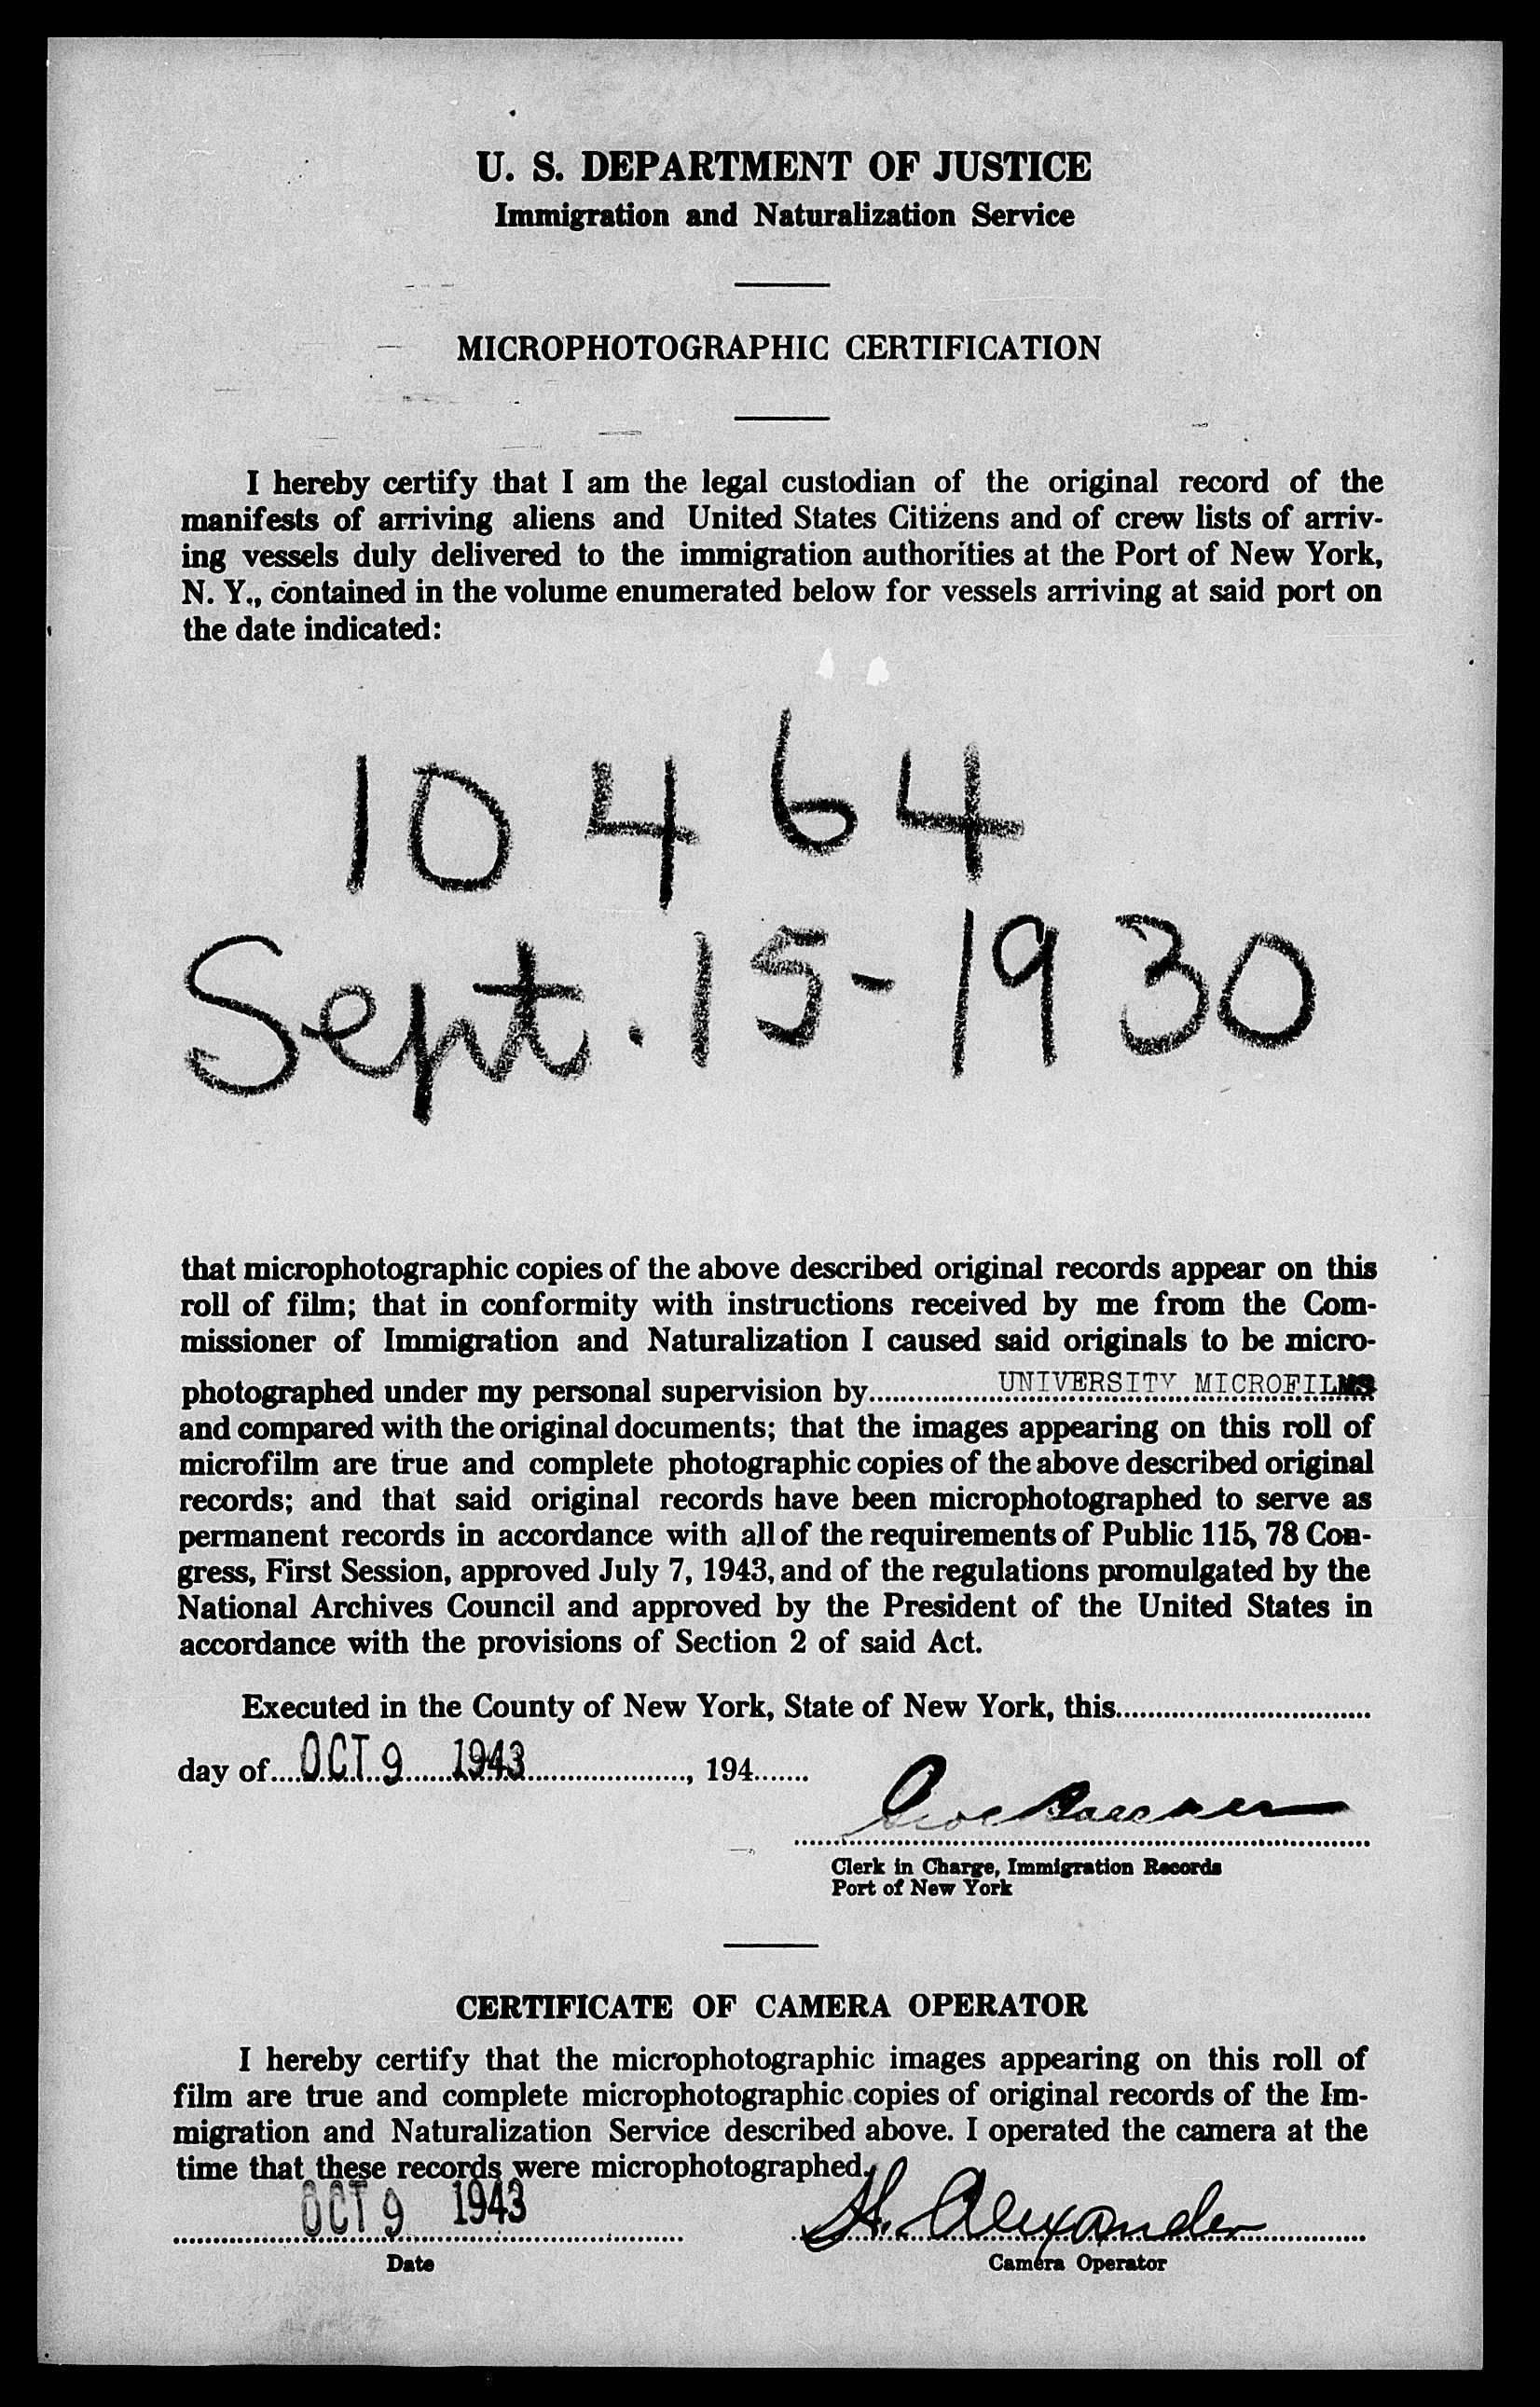 U. S. DEPARTMENT OF JUSTICE
Immigration and Naturalization Service
MICROPHOTOGRAPHIC CERTIFICATION
I hereby certify that I am the legal custodian of the original record of the
manifests of arriving aliens and United States Citizens and of crew lists of arriv-
ing vessels duly delivered to the immigration authorities at the Port of New York,
N. Y., contained in the volume enumerated below for vessels arriving at said port on
the date indicated:
10464
Sept. 15-1930
that microphotographic copies of the above described original records appear on this
roll of film; that in conformity with instructions received by me from the Com-
missioner of Immigration and Naturalization I caused said originals to be micro-
photographed under my personal supervision by................UNIVERSITY MICROFILMS
and compared with the original documents; that the images appearing on this roll of
microfilm are true and complete photographic copies of the above described original
records; and that said original records have been microphotographed to serve as
permanent records in accordance with all of the requirements of Public 115, 78 Con-
gress, First Session, approved July 7, 1943, and of the regulations promulgated by the
National Archives Council and approved by the President of the United States in
accordance with the provisions of Section 2 of said Act.
Executed in the County of New York, State of New York, this................................
day of....OCT 9 1943...................., 194.......
Clerk in Charge, Immigration Records
Port of New York
CERTIFICATE OF CAMERA OPERATOR
I hereby certify that the microphotographic images appearing on this roll of
film are true and complete microphotographic copies of original records of the Im-
migration and Naturalization Service described above. I operated the camera at the
time that these records were microphotographed.
OCT 9 1943 H. Alexander
Date Camera Operator